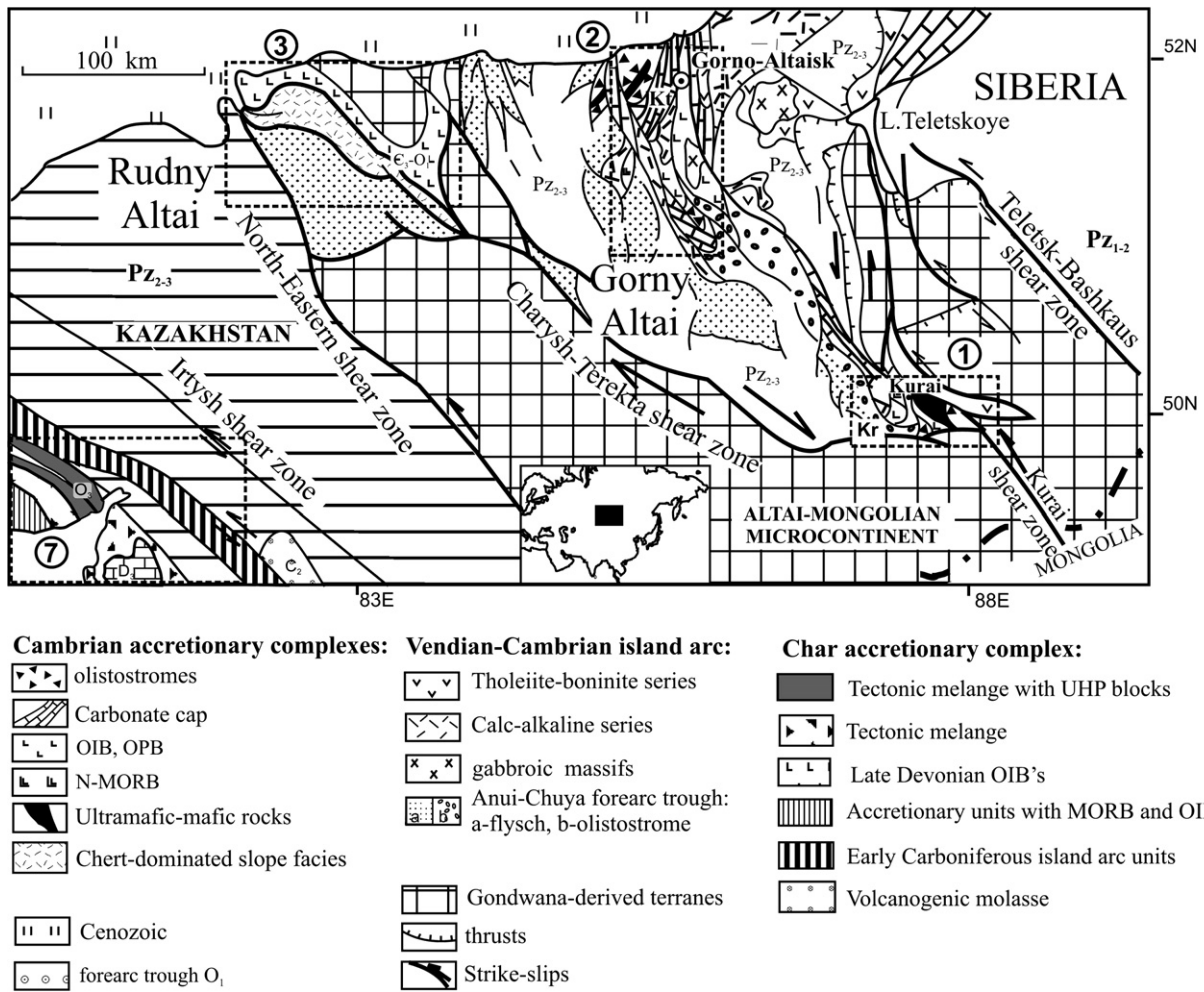 100 km
3
2
Gorno-Altaisk
Kt
Pz2-3
52N
SIBERIA
L.Teletskoye
Rudny
Altai
Є3-O1
Pz2-3
Pz2-3
Pz1-2
Teletsk-Bashkaus
shear zone
Pz2-3
KAZAKHSTAN
North-Eastern shear zone
Gorny
Altai
Charysh-Terekta shear zone
Irtysh shear zone
Pz2-3
1
Kurai
Kr
50N
Kurai
shear zone
ALTAI-MONGOLIAN
MICROCONTINENT
MONGOLIA
7
83E
88E
Cambrian accretionary complexes:
olistostromes
Carbonate cap
OIB, OPB
N-MORB
Ultramafic-mafic rocks
Chert-dominated slope facies
Cenozoic
forearc trough O1
Vendian-Cambrian island arc:
Tholeiite-boninite series
Calc-alkaline series
gabbroic massifs
a b
Anui-Chuya forearc trough:
a-flysch, b-olistostrome
Gondwana-derived terranes
thrusts
Strike-slips
Char accretionary complex:
Tectonic melange with UHP blocks
Tectonic melange
Late Devonian OIB's
Accretionary units with MORB and OI
Early Carboniferous island arc units
Volcanogenic molasse